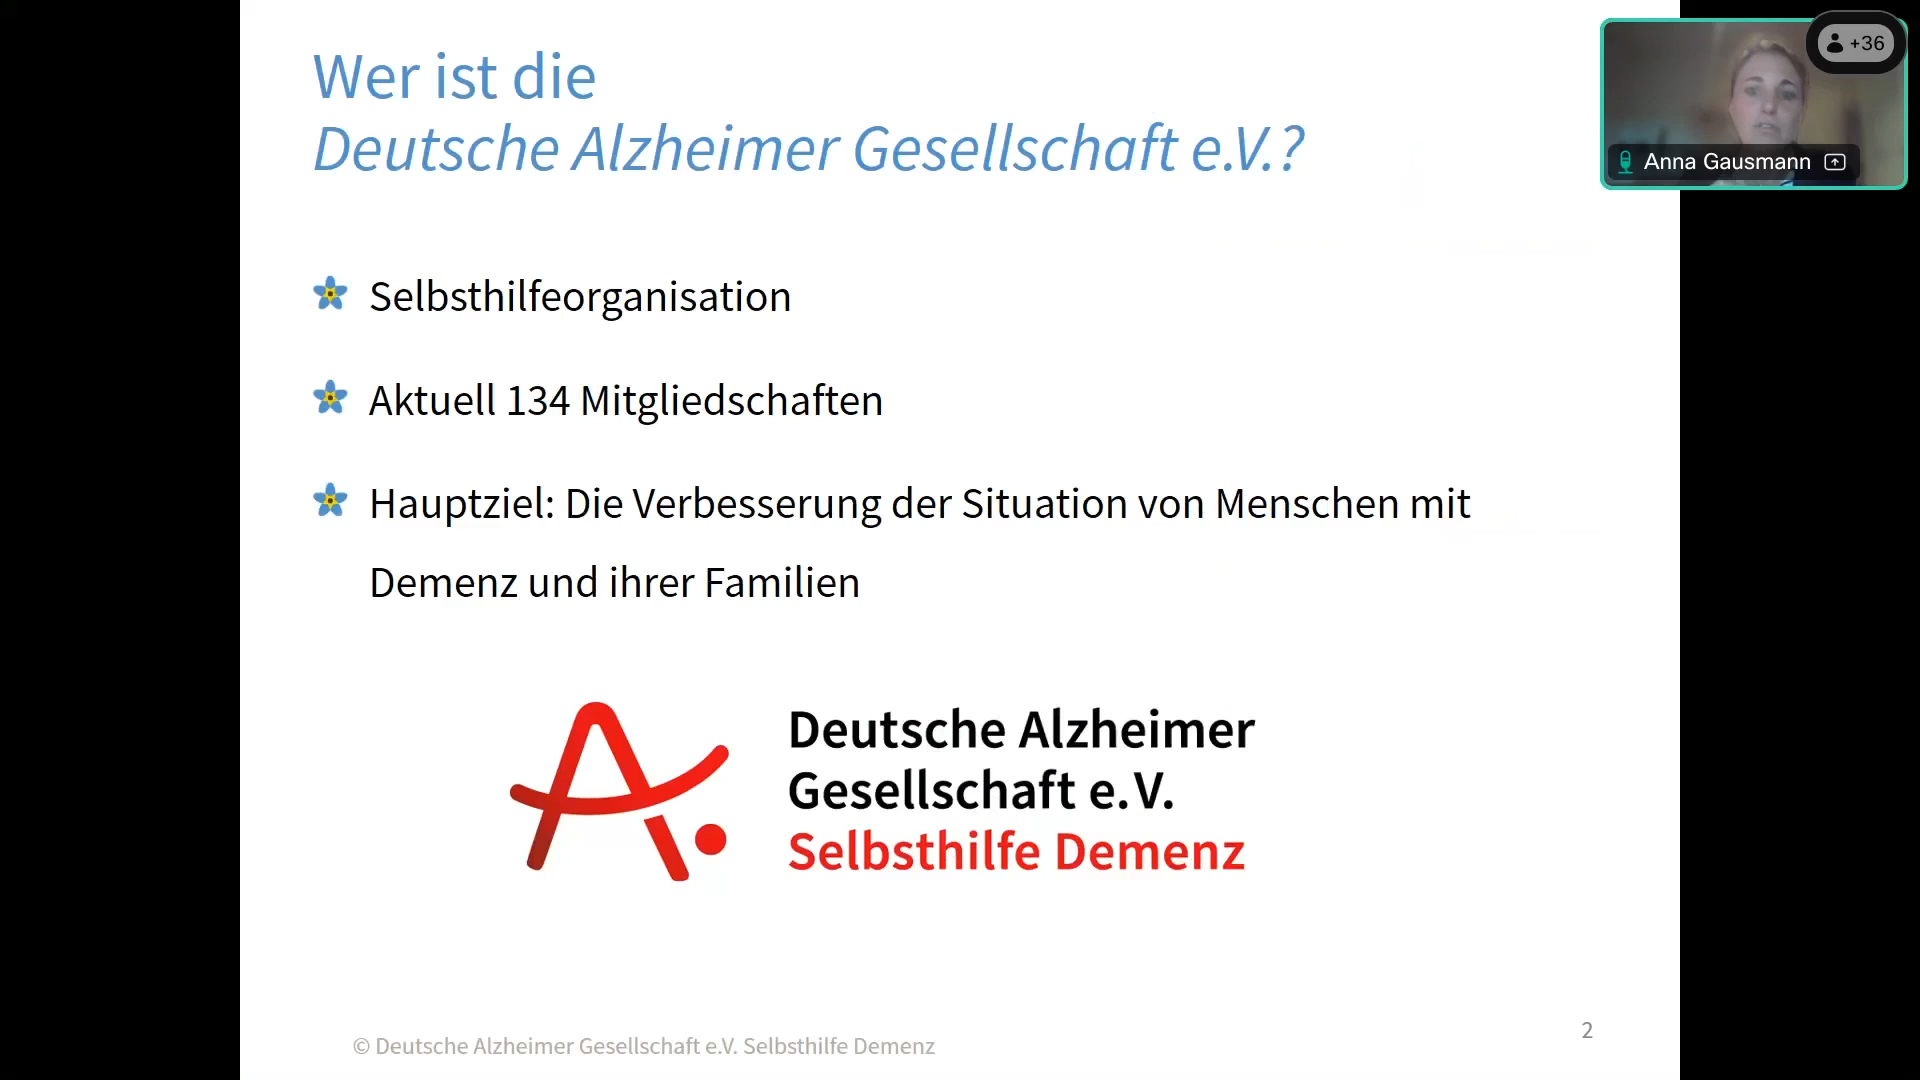 Wer ist die
Deutsche Alzheimer Gesellschaft e.V.?
+36
Anna Gausmann
Selbsthilfeorganisation
Aktuell 134 Mitgliedschaften
Hauptziel: Die Verbesserung der Situation von Menschen mit
Demenz und ihrer Familien
Deutsche Alzheimer
Gesellschaft e.V.
Selbsthilfe Demenz
© Deutsche Alzheimer Gesellschaft e.V. Selbsthilfe Demenz
2